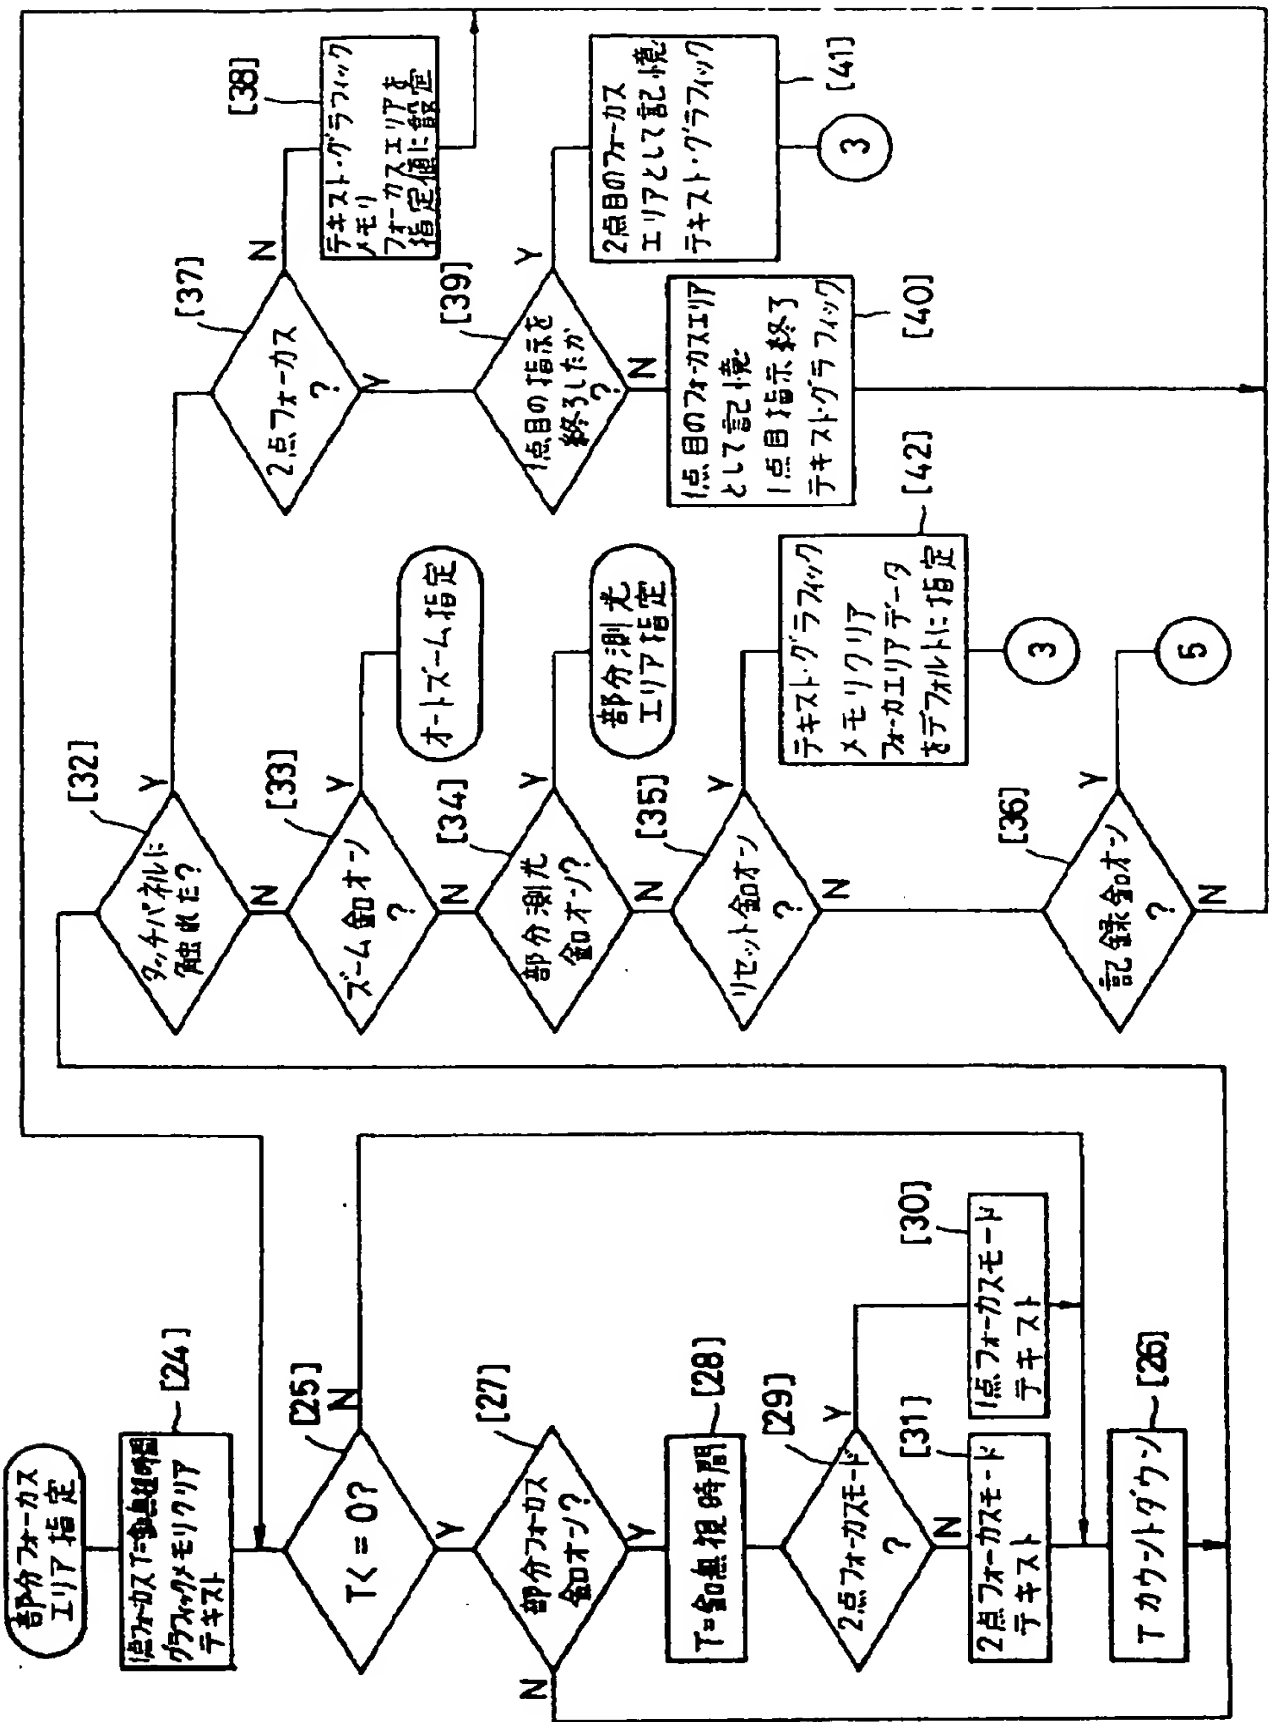 部分フォーカス
エリア指定
[24]
1点フォーカス T=釦無視時間
グラフィックメモリクリア
テキスト
[25]
T<=0?
N
Y
[27]
部分フォーカス
釦オン?
N
Y
[28]
T=釦無視時間
[29]
2点フォーカスモード
?
Y
N
[30]
1点フォーカスモード
テキスト
[31]
2点フォーカスモード
テキスト
[26]
T カウントダウン
[32]
タッチパネルに
触れた?
Y
N
[33]
ズーム釦オン
?
Y
N
オートズーム指定
[34]
部分測光
釦オン?
Y
N
部分測光
エリア指定
[35]
リセット釦オン
?
Y
N
[42]
テキスト・グラフィック
メモリクリア
フォーカエリアデータ
をデフォルトに指定
3
[36]
記録釦オン
?
Y
N
5
[37]
2点フォーカス
?
N
Y
[38]
テキスト・グラフィック
メモリ
フォーカスエリアを
指定値に設定
[39]
1点目の指示を
終了したか
?
Y
N
[40]
1点目のフォーカスエリア
として記憶
1点目指示終了
テキスト・グラフィック
[41]
2点目のフォーカス
エリアとして記憶
テキスト・グラフィック
3